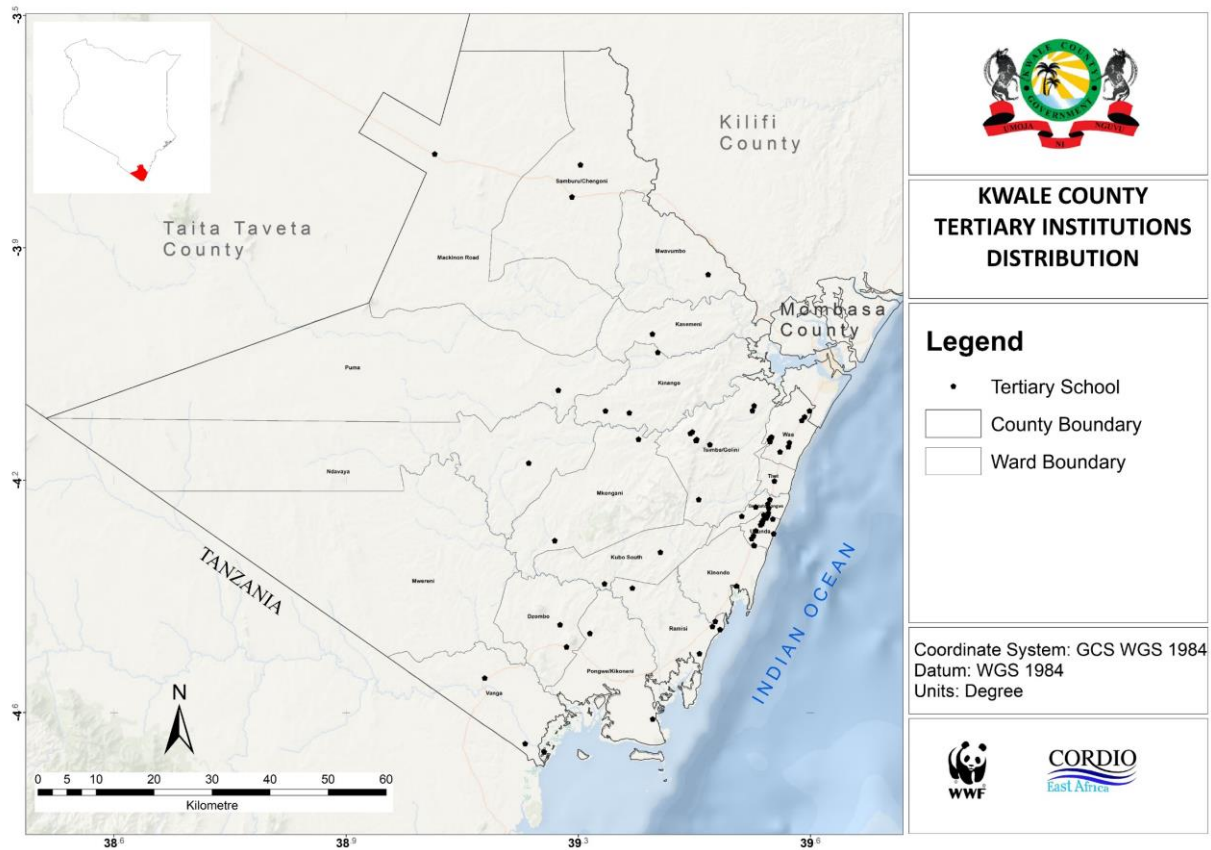 -3.5
-3.9
-4.2
-4.6
38.6
38.9
39.3
39.6
Kilifi
County
Taita Taveta
County
Mombasa
County
Samburu/Chengoni
Mackinon Road
Mwavumbo
Kasemeni
Puma
Kinango
Waa
Tsimba/Golini
Ndavaya
Tiwi
Mkongani
Ukunda
Kubo South
Kinondo
Mwereni
Dzombo
Ramisi
Pongwe/Kikoneni
Vanga
TANZANIA
INDIAN OCEAN
N
0 5 10 20 30 40 50 60
Kilometre
KWALE COUNTY
GOVERNMENT
UMOJA
NI
NGUVU
KWALE COUNTY
TERTIARY INSTITUTIONS
DISTRIBUTION
Legend
Tertiary School
County Boundary
Ward Boundary
Coordinate System: GCS WGS 1984
Datum: WGS 1984
Units: Degree
WWF
CORDIO
East Africa